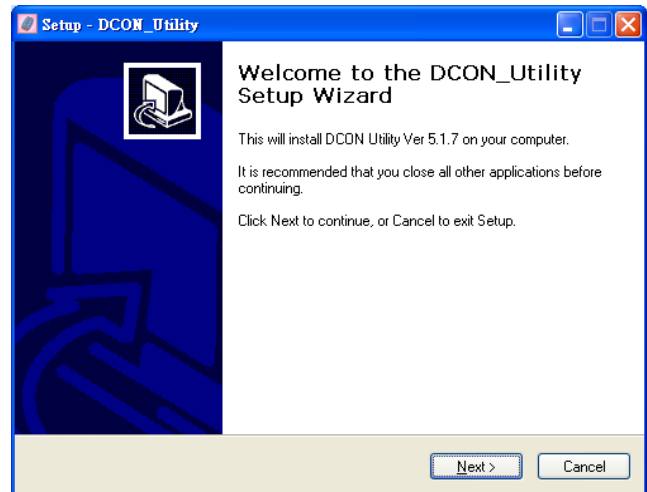 Setup - DCON_Utility
Welcome to the DCON_Utility
Setup Wizard
This will install DCON Utility Ver 5.1.7 on your computer.
It is recommended that you close all other applications before
continuing.
Click Next to continue, or Cancel to exit Setup.
Next >
Cancel